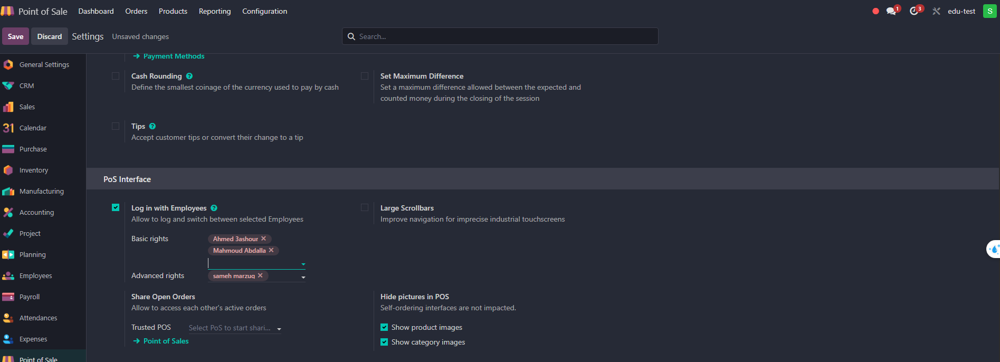 Point of Sale Dashboard Orders Products Reporting Configuration 1 3 edu-test S
Save Discard Settings Unsaved changes Search...
General Settings
CRM
Sales
31 Calendar
Purchase
Inventory
Manufacturing
Accounting
Project
Planning
Employees
Payroll
Attendances
Expenses
Point of Sale
→ Payment Methods
Cash Rounding ?
Define the smallest coinage of the currency used to pay by cash
Set Maximum Difference
Set a maximum difference allowed between the expected and
counted money during the closing of the session
Tips ?
Accept customer tips or convert their change to a tip
PoS Interface
Log in with Employees ?
Allow to log and switch between selected Employees
Basic rights Ahmed 3ashour ×
Mahmoud Abdalla ×
Advanced rights sameh marzuq ×
Large Scrollbars
Improve navigation for imprecise industrial touchscreens
Share Open Orders
Allow to access each other's active orders
Trusted POS Select PoS to start shari...
→ Point of Sales
Hide pictures in POS
Self-ordering interfaces are not impacted.
Show product images
Show category images